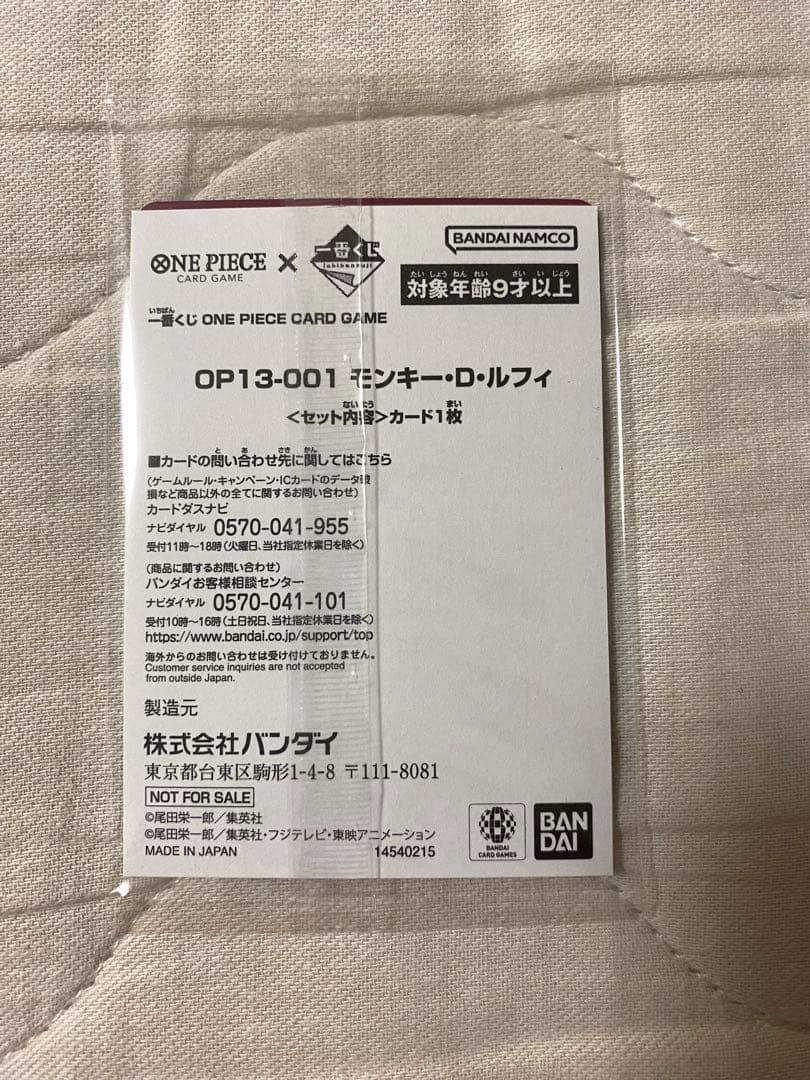 ONE PIECE CARD GAME × 一番くじ ichibankuji
BANDAI NAMCO
たいしょうねんれい さいいじょう
対象年齢9才以上
いちばん
一番くじ ONE PIECE CARD GAME
OP13-001 モンキー・D・ルフィ
ないよう まい
<セット内容>カード1枚
と あ さき かん
■カードの問い合わせ先に関してはこちら
(ゲームルール・キャンペーン・ICカードのデータ破
損など商品以外の全てに関するお問い合わせ)
カードダスナビ
ナビダイヤル 0570-041-955
受付11時~18時(火曜日、当社指定休業日を除く)
(商品に関するお問い合わせ)
バンダイお客様相談センター
ナビダイヤル 0570-041-101
受付10時~16時(土日祝日、当社指定休業日を除く)
https://www.bandai.co.jp/support/top
海外からのお問い合わせは受け付けておりません。
Customer service inquiries are not accepted
from outside Japan.
製造元
株式会社バンダイ
東京都台東区駒形1-4-8 〒111-8081
NOT FOR SALE
©尾田栄一郎/集英社
©尾田栄一郎/集英社・フジテレビ・東映アニメーション
MADE IN JAPAN 14540215
BANDAI
CARD GAMES
BAN
DAI